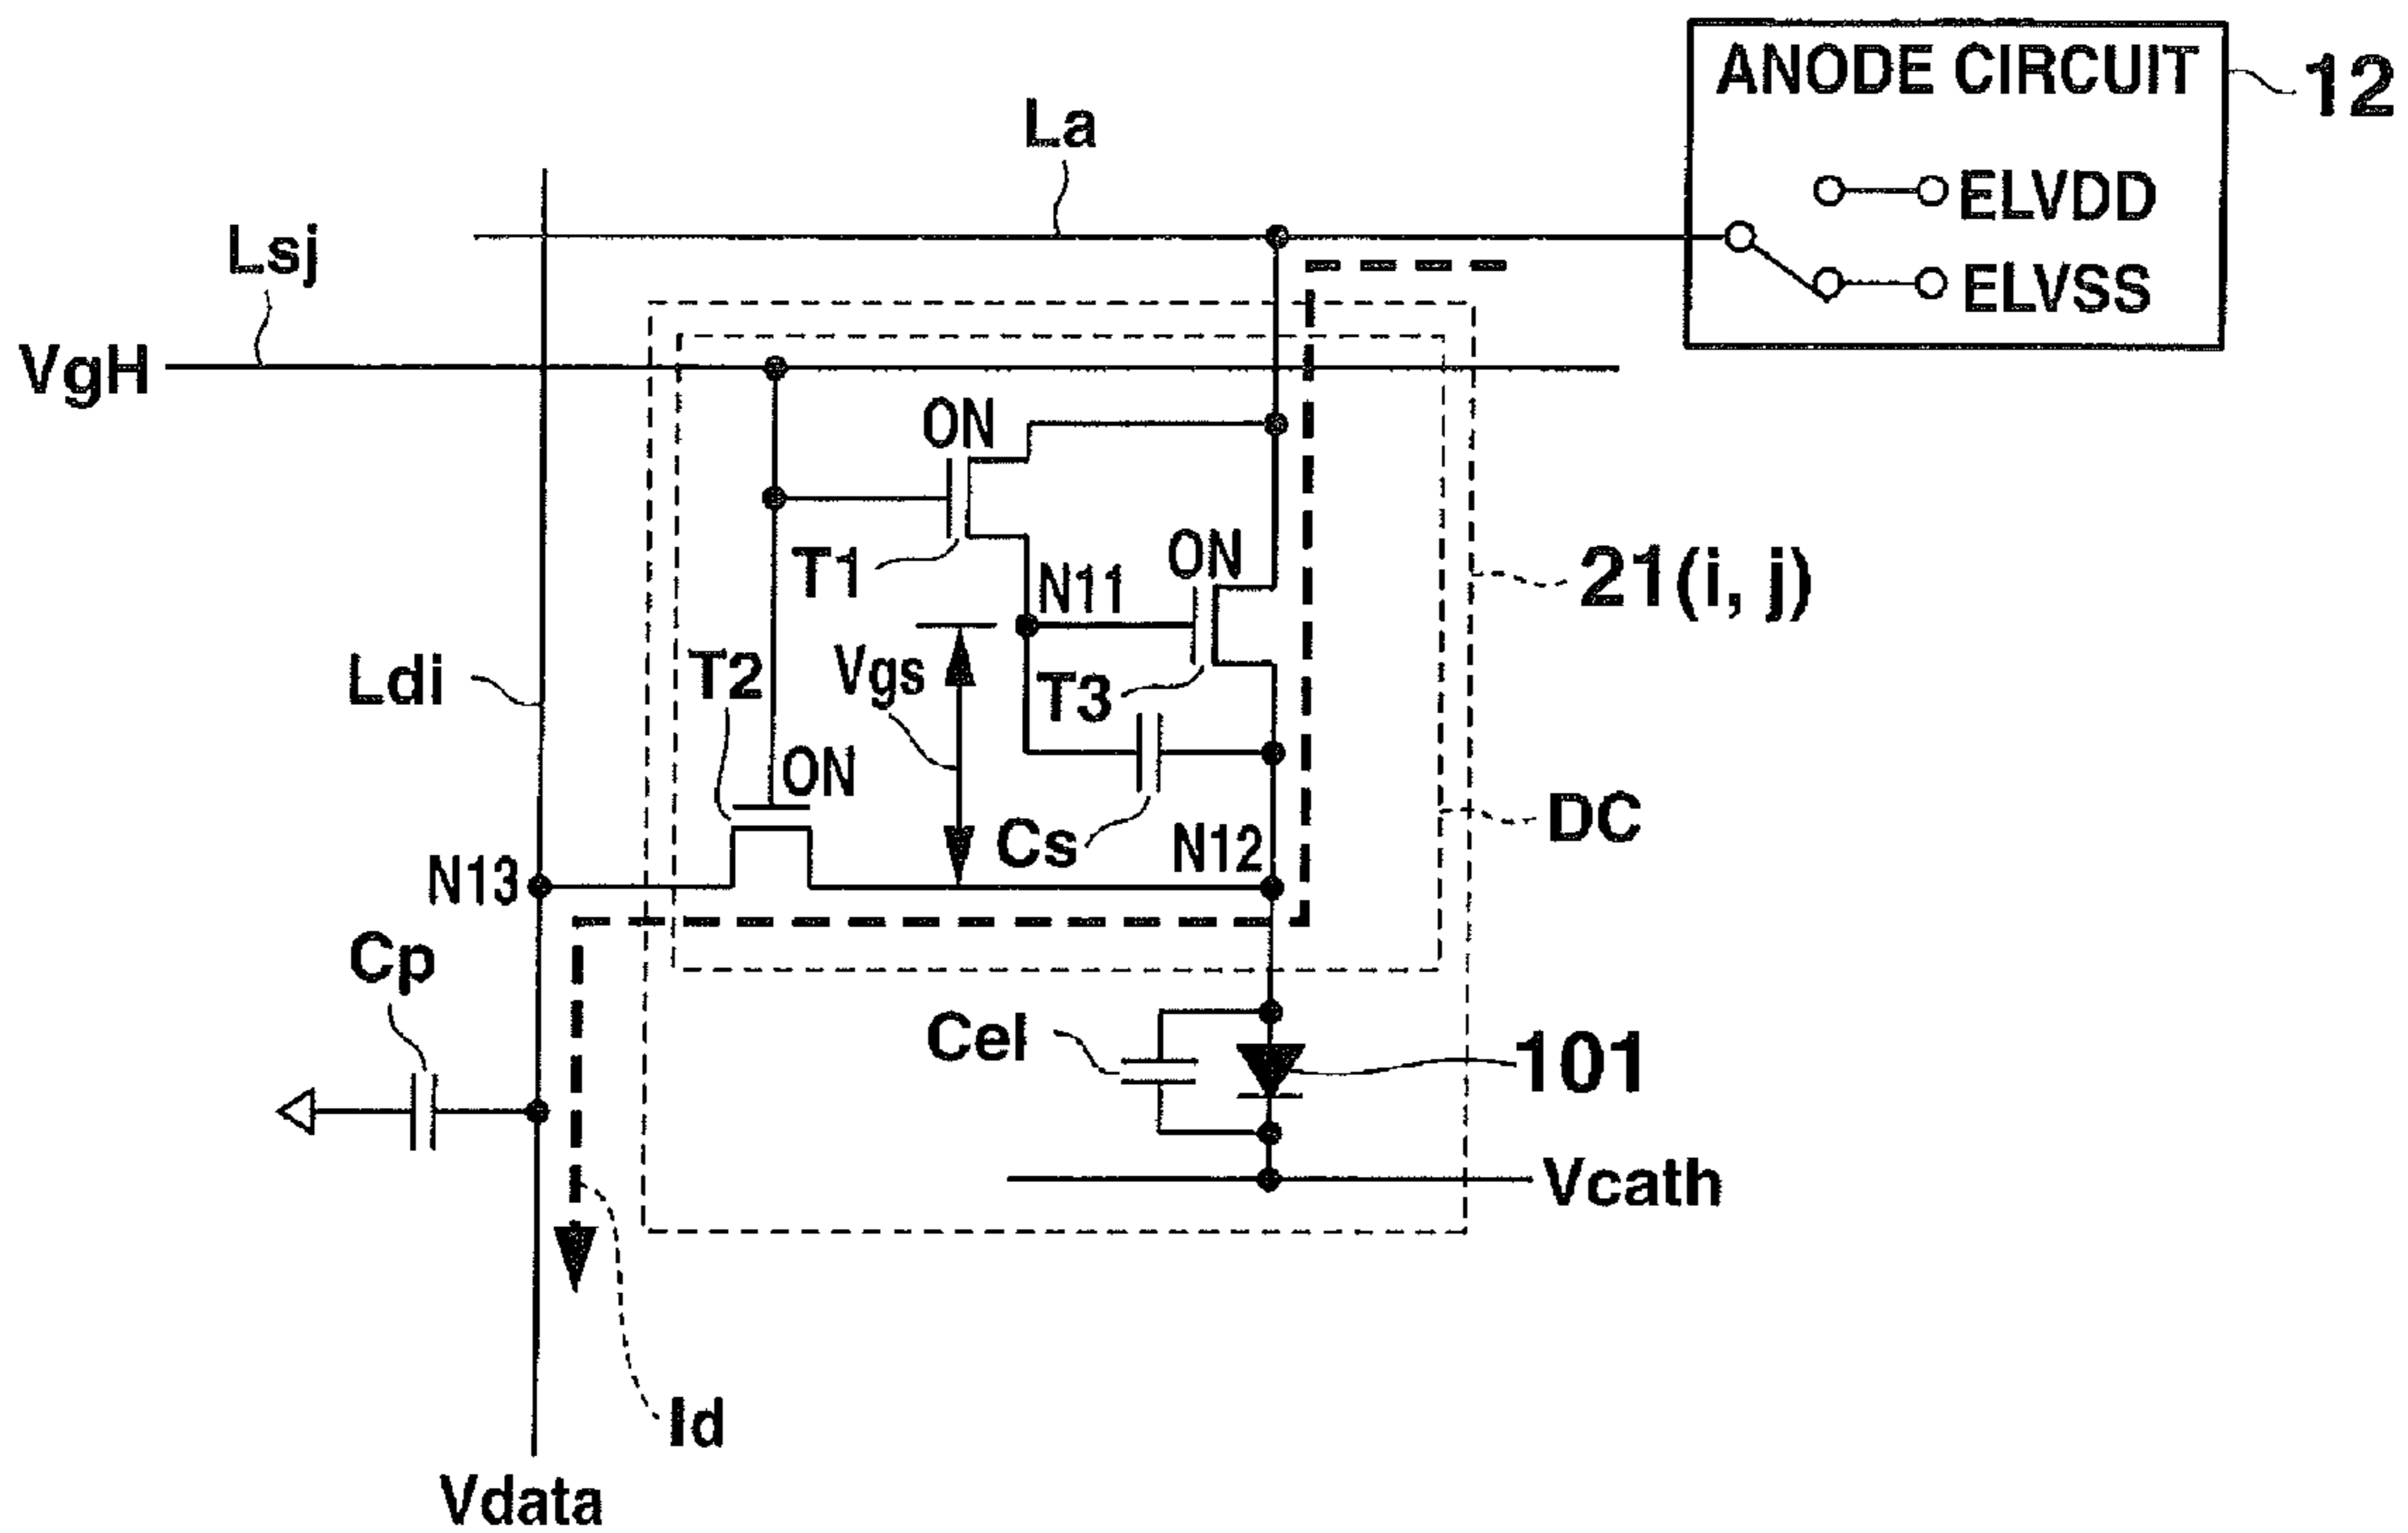 ANODE CIRCUIT
12
La
ELVDD
Lsj
ELVSS
VgH
ON
T1
N11
ON
21(i, j)
Ldi
T2
Vgs
T3
ON
Cs
N12
DC
N13
Cp
Cel
101
Vcath
Id
Vdata